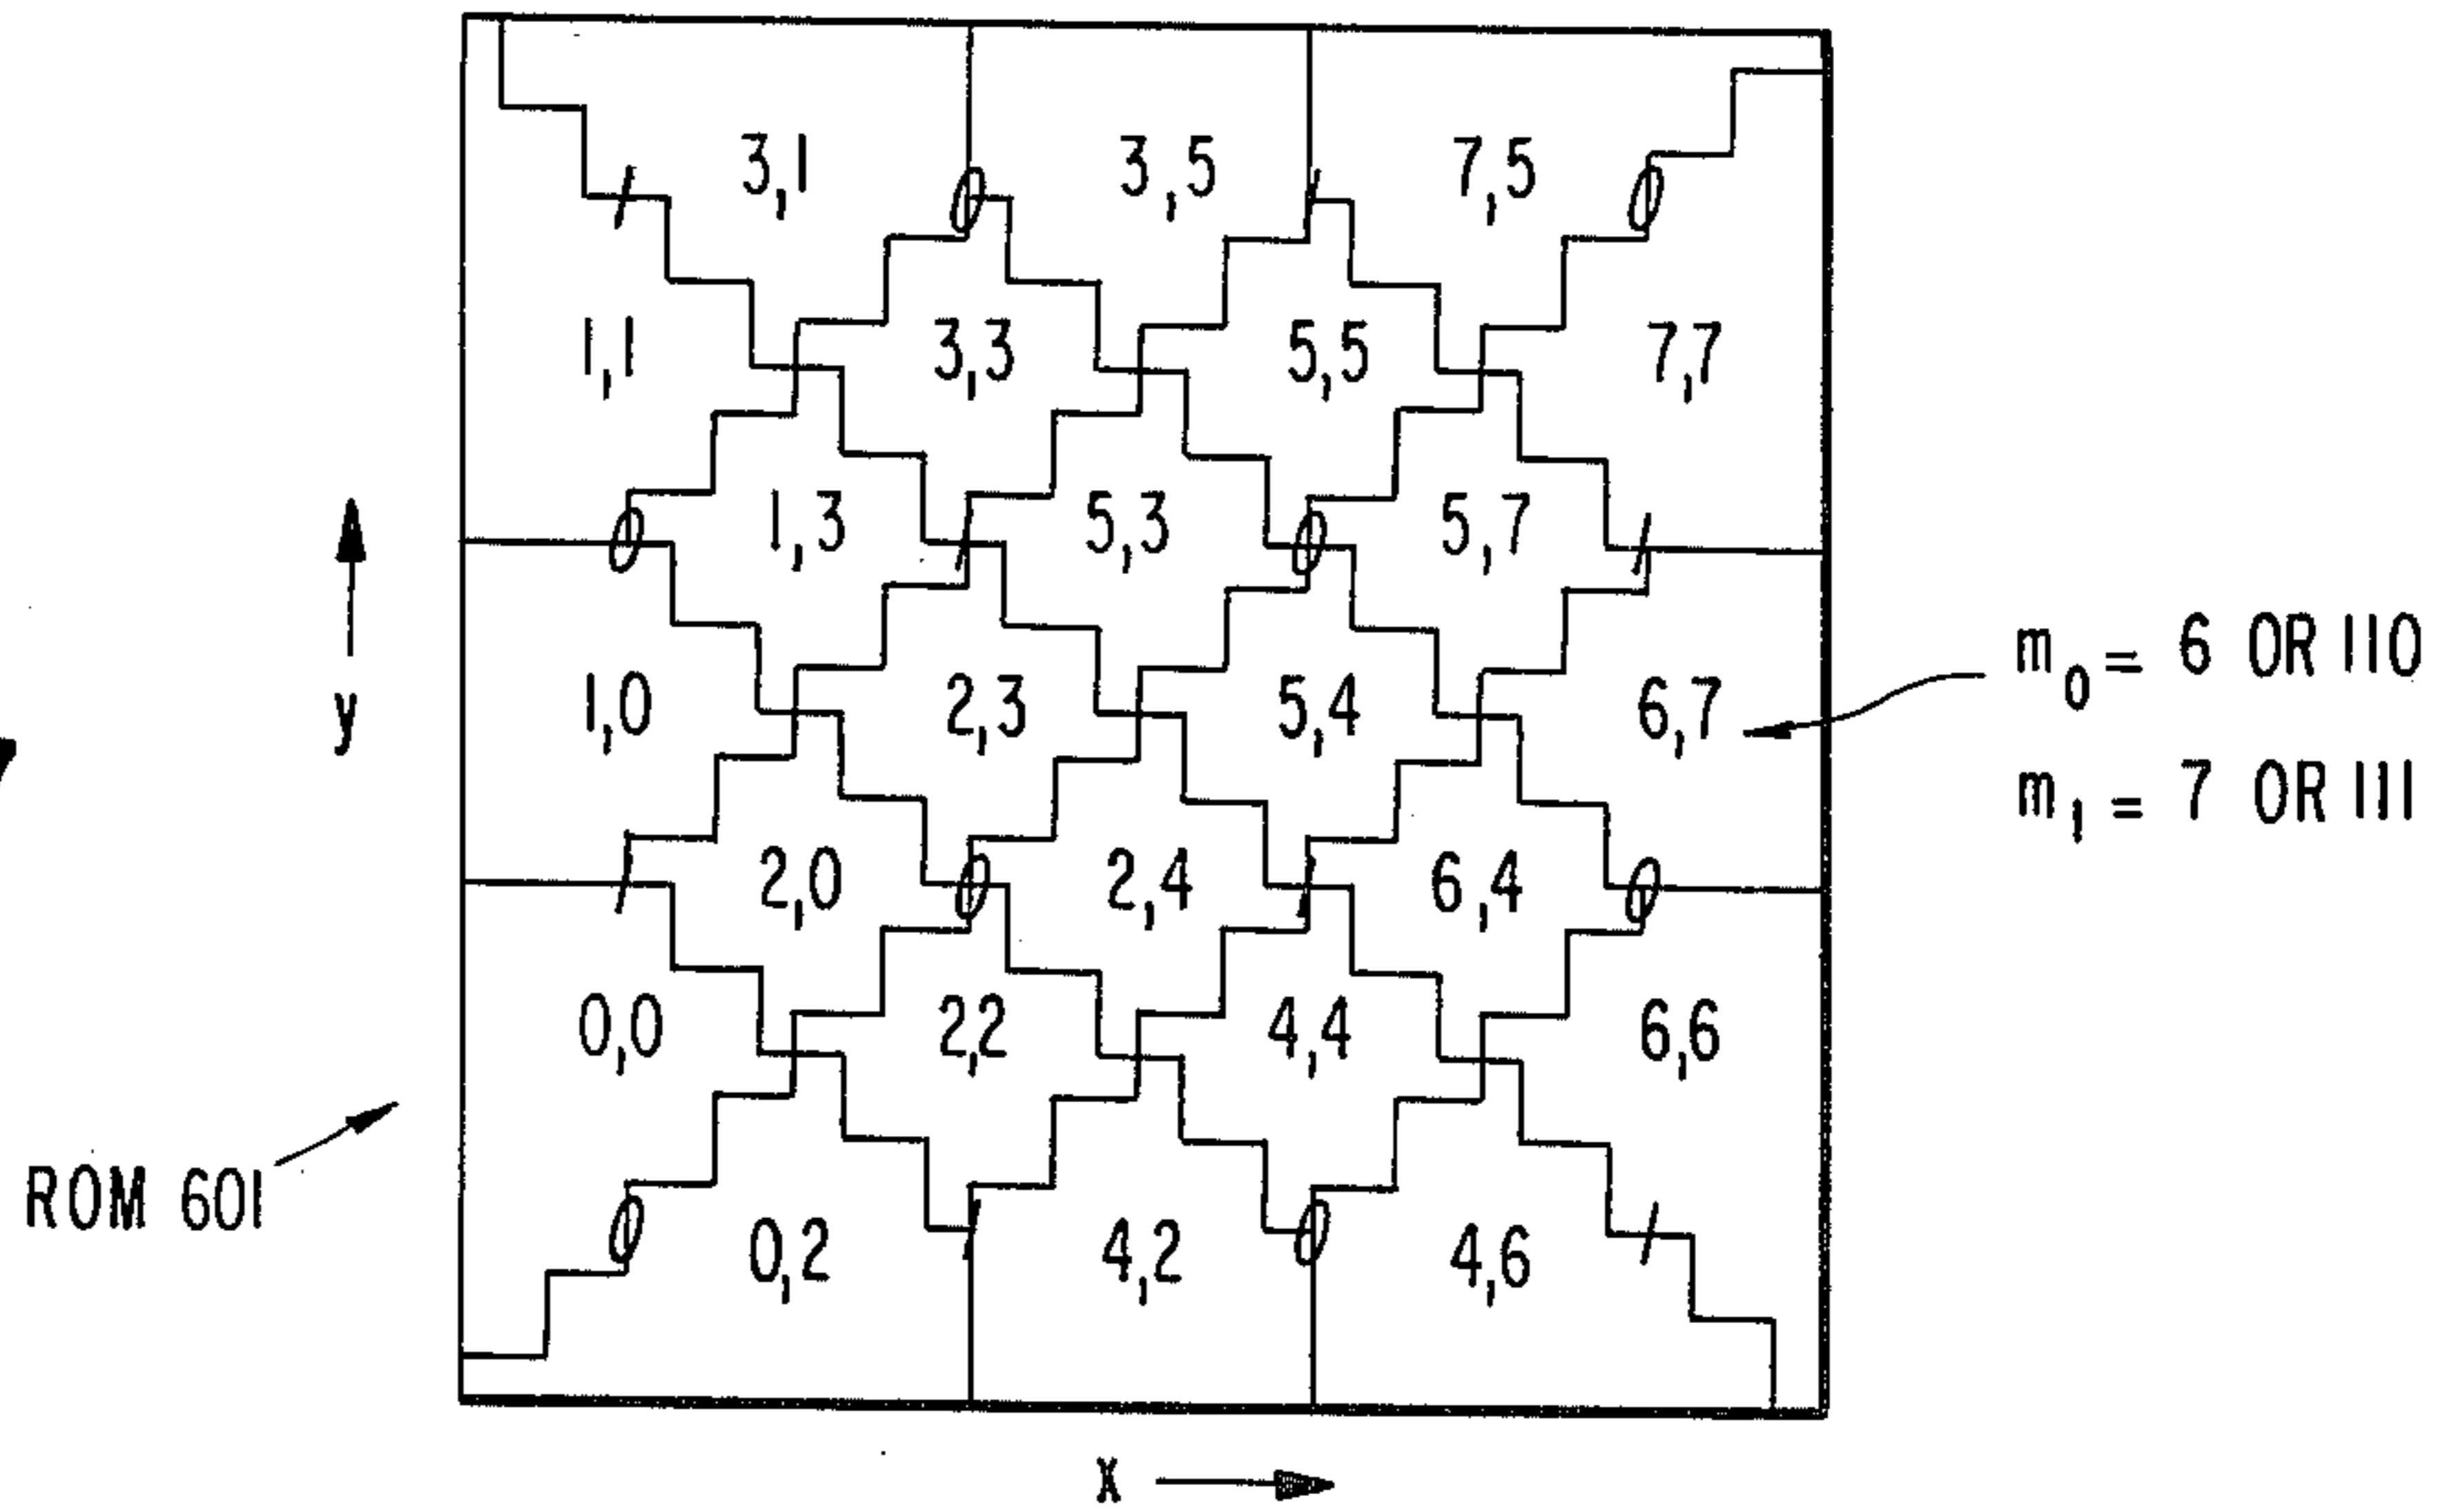 3,1 3,5 7,5
1,1 3,3 5,5 7,7
1,3 5,3 5,7
1,0 2,3 5,4 6,7
2,0 2,4 6,4
0,0 2,2 4,4 6,6
0,2 4,2 4,6
y
x
m0 = 6 OR 110
m1 = 7 OR 111
ROM 601